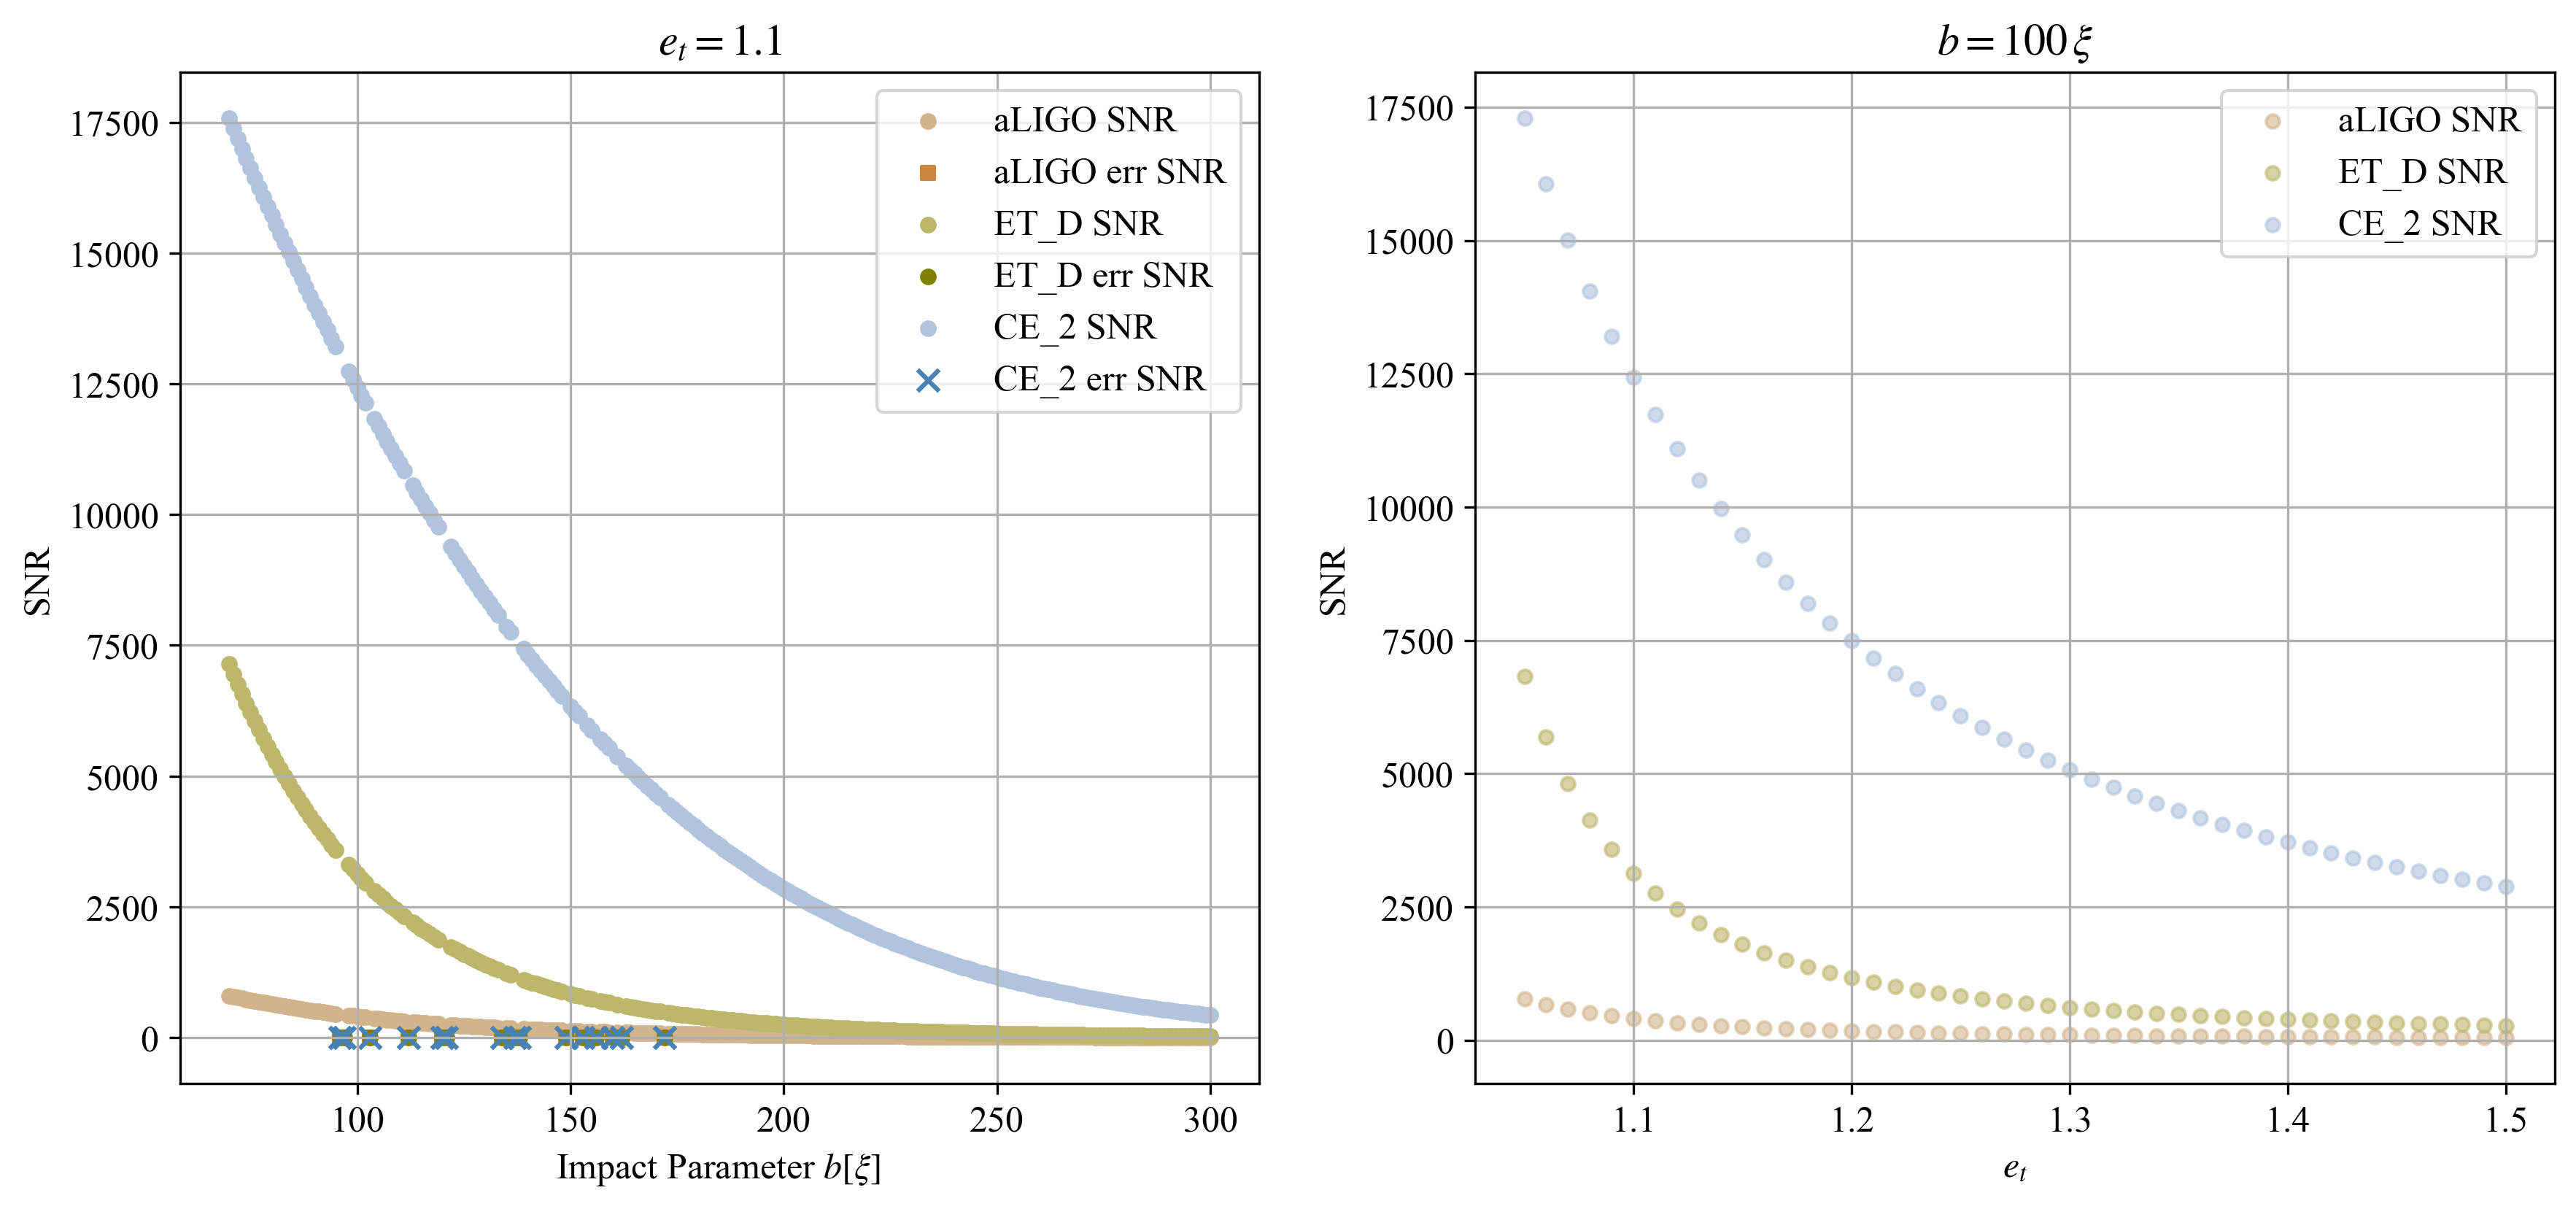 e_t = 1.1
17500
15000
12500
10000
7500
5000
2500
0
SNR
100
150
200
250
300
Impact Parameter b[ξ]
aLIGO SNR
aLIGO err SNR
ET_D SNR
ET_D err SNR
CE_2 SNR
CE_2 err SNR
b = 100 ξ
17500
15000
12500
10000
7500
5000
2500
0
SNR
1.1
1.2
1.3
1.4
1.5
e_t
aLIGO SNR
ET_D SNR
CE_2 SNR